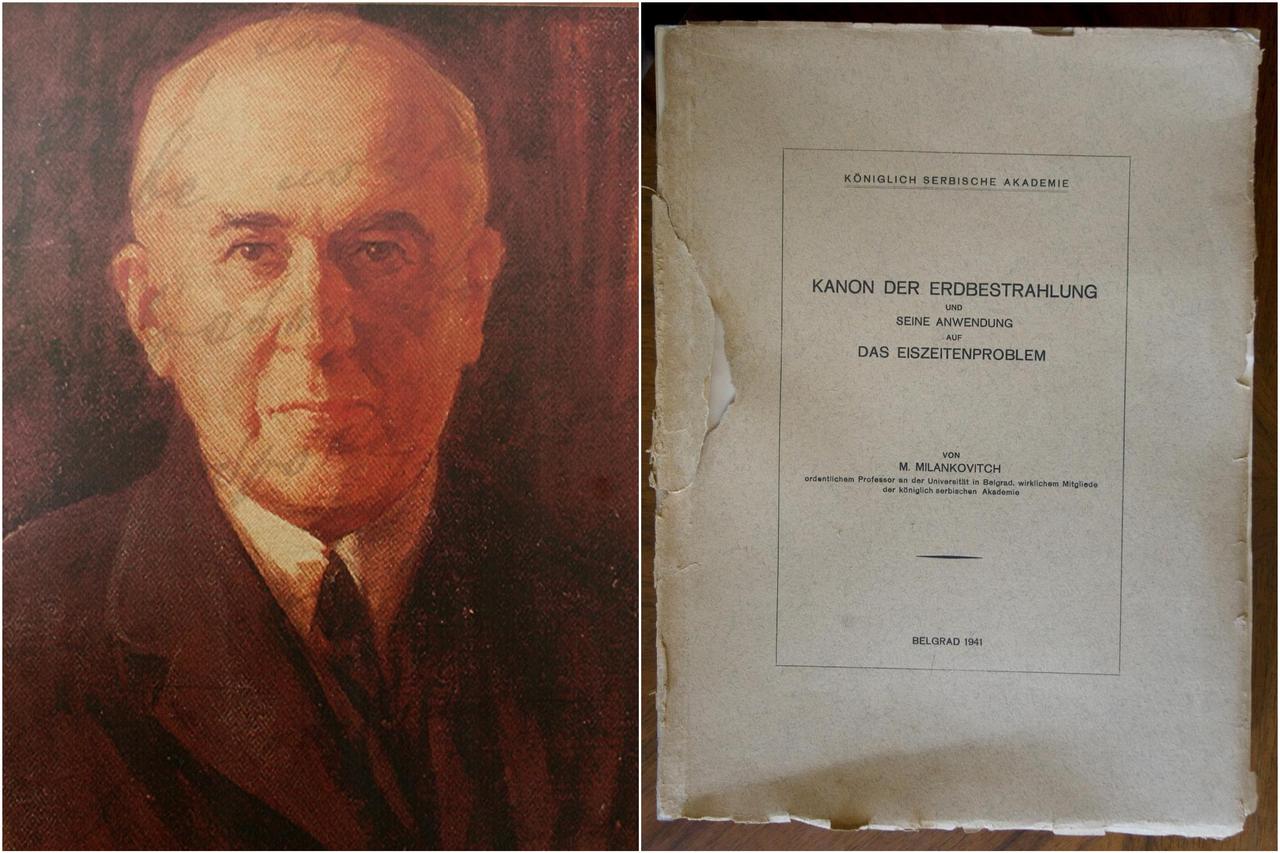 KÖNIGLICH SERBISCHE AKADEMIE
KANON DER ERDBESTRAHLUNG
UND
SEINE ANWENDUNG
AUF
DAS EISZEITENPROBLEM
VON
M. MILANKOVITCH
ordentlichem Professor an der Universität in Belgrad, wirklichem Mitgliede
der königlich serbischen Akademie
BELGRAD 1941